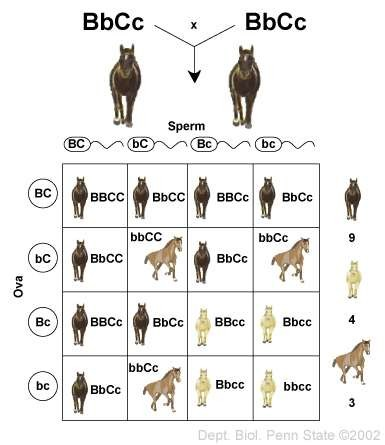 BbCc x BbCc
Sperm
BC bC Bc bc
Ova
BC BBCC BbCC BBCc BbCc
9
bC BbCC bbCC BbCc bbCc
Bc BBCc BbCc BBcc Bbcc
4
bc BbCc bbCc Bbcc bbcc
3
Dept. Biol. Penn State ©2002